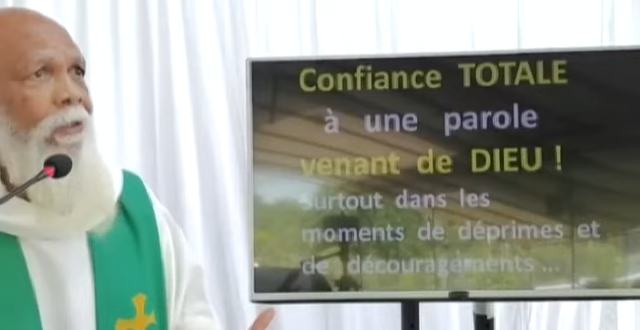 Confiance TOTALE
à une parole
venant de DIEU !
surtout dans les
moments de déprimes et
de découragements ...